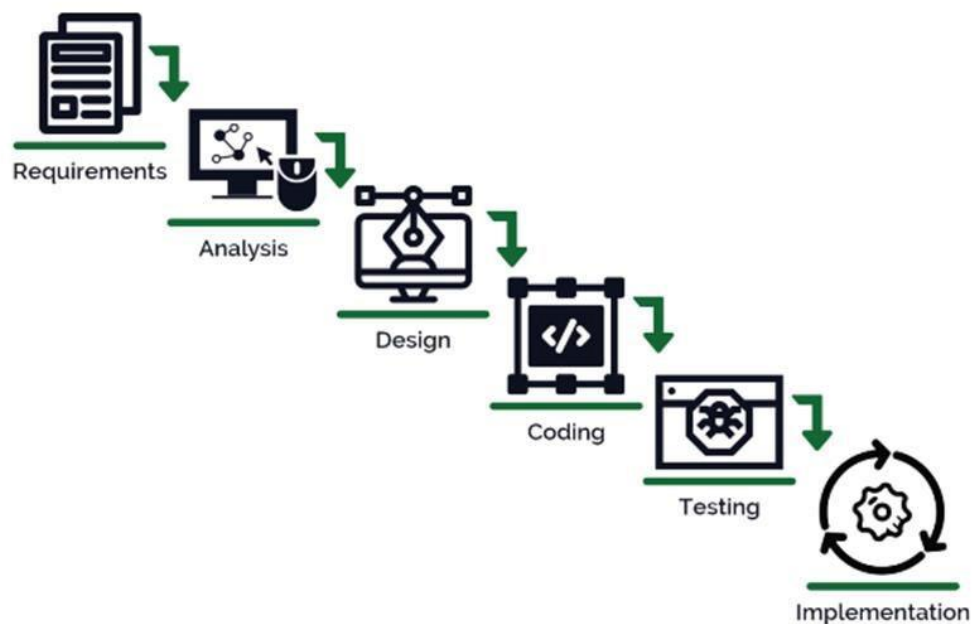 Requirements
Analysis
Design
</>
Coding
Testing
Implementation